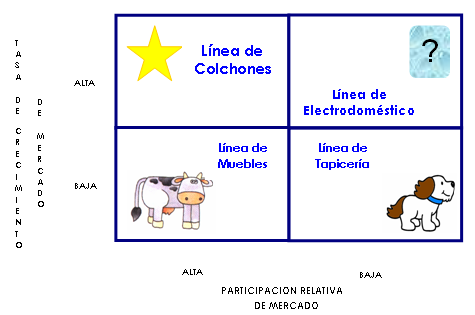 TASA DE CRECIMIENTO
DE MERCADO
ALTA
BAJA
Línea de
Colchones
?
Línea de
Electrodoméstico
Línea de
Muebles
Línea de
Tapicería
ALTA
BAJA
PARTICIPACION RELATIVA
DE MERCADO